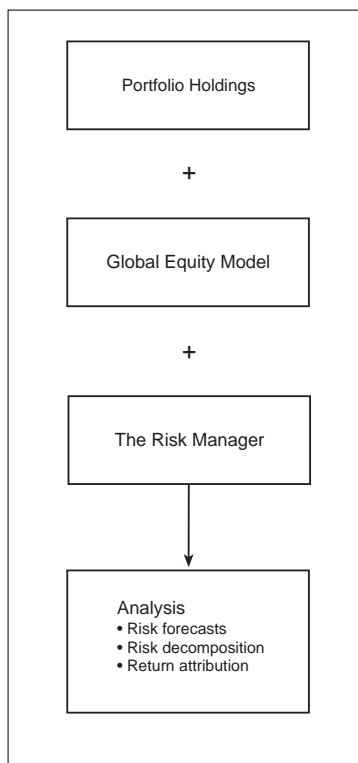 Portfolio Holdings
+
Global Equity Model
+
The Risk Manager
Analysis
• Risk forecasts
• Risk decomposition
• Return attribution